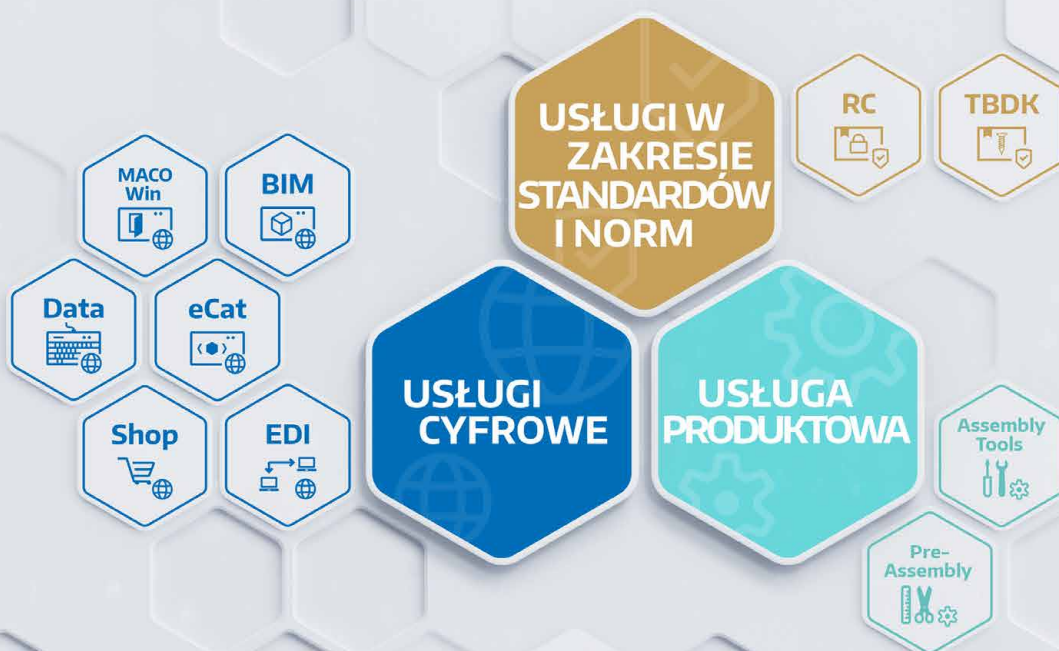 USŁUGI W
ZAKRESIE
STANDARDÓW
I NORM
RC
TBDK
MACO
Win
BIM
Data
eCat
Shop
EDI
USŁUGI
CYFROWE
USŁUGA
PRODUKTOWA
Assembly
Tools
Pre-
Assembly